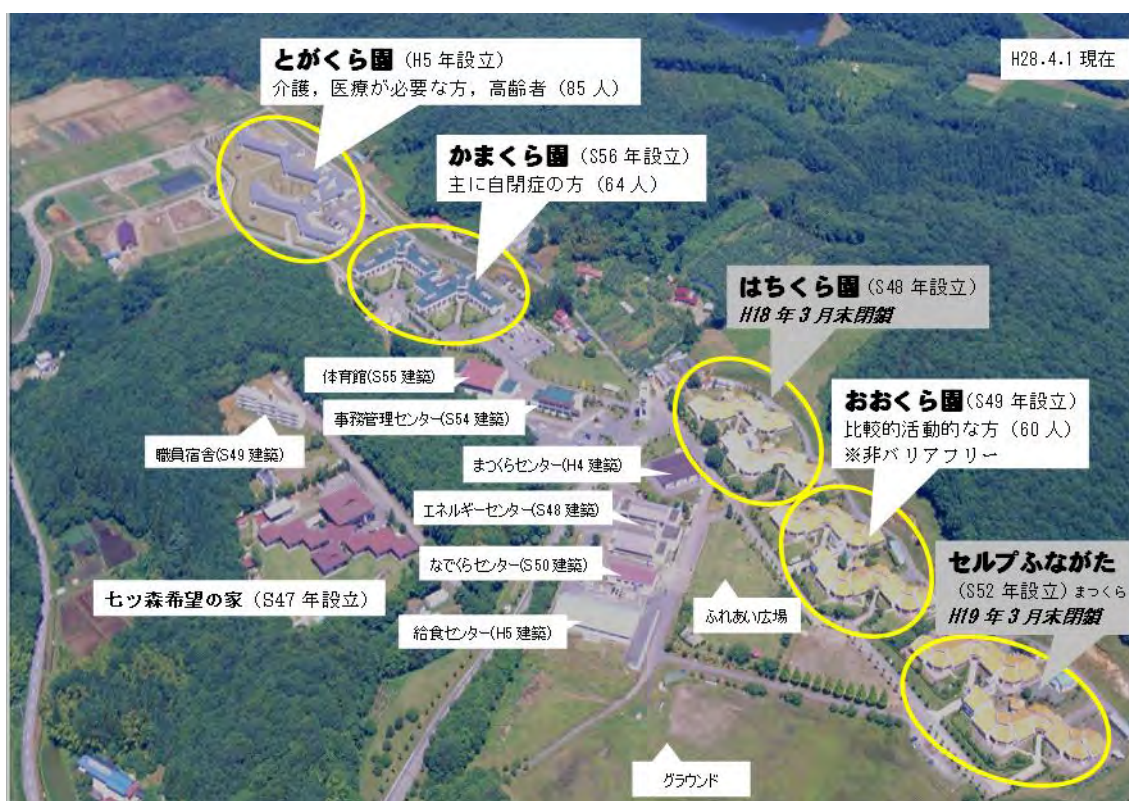 とがくら園（H5年設立）
介護，医療が必要な方，高齢者（85人）
H28.4.1現在
かまくら園（S56年設立）
主に自閉症の方（64人）
はちくら園（S48年設立）
H18年3月末閉鎖
体育館(S55建築)
事務管理センター(S54建築)
おおくら園（S49年設立）
比較的活動的な方（60人）
※非バリアフリー
職員宿舎(S49建築)
まつくらセンター(H4建築)
エネルギーセンター(S48建築)
なでくらセンター(S50建築)
セルプふながた
（S52年設立）まつくら
H19年3月末閉鎖
七ツ森希望の家（S47年設立）
ふれあい広場
給食センター(H5建築)
グラウンド